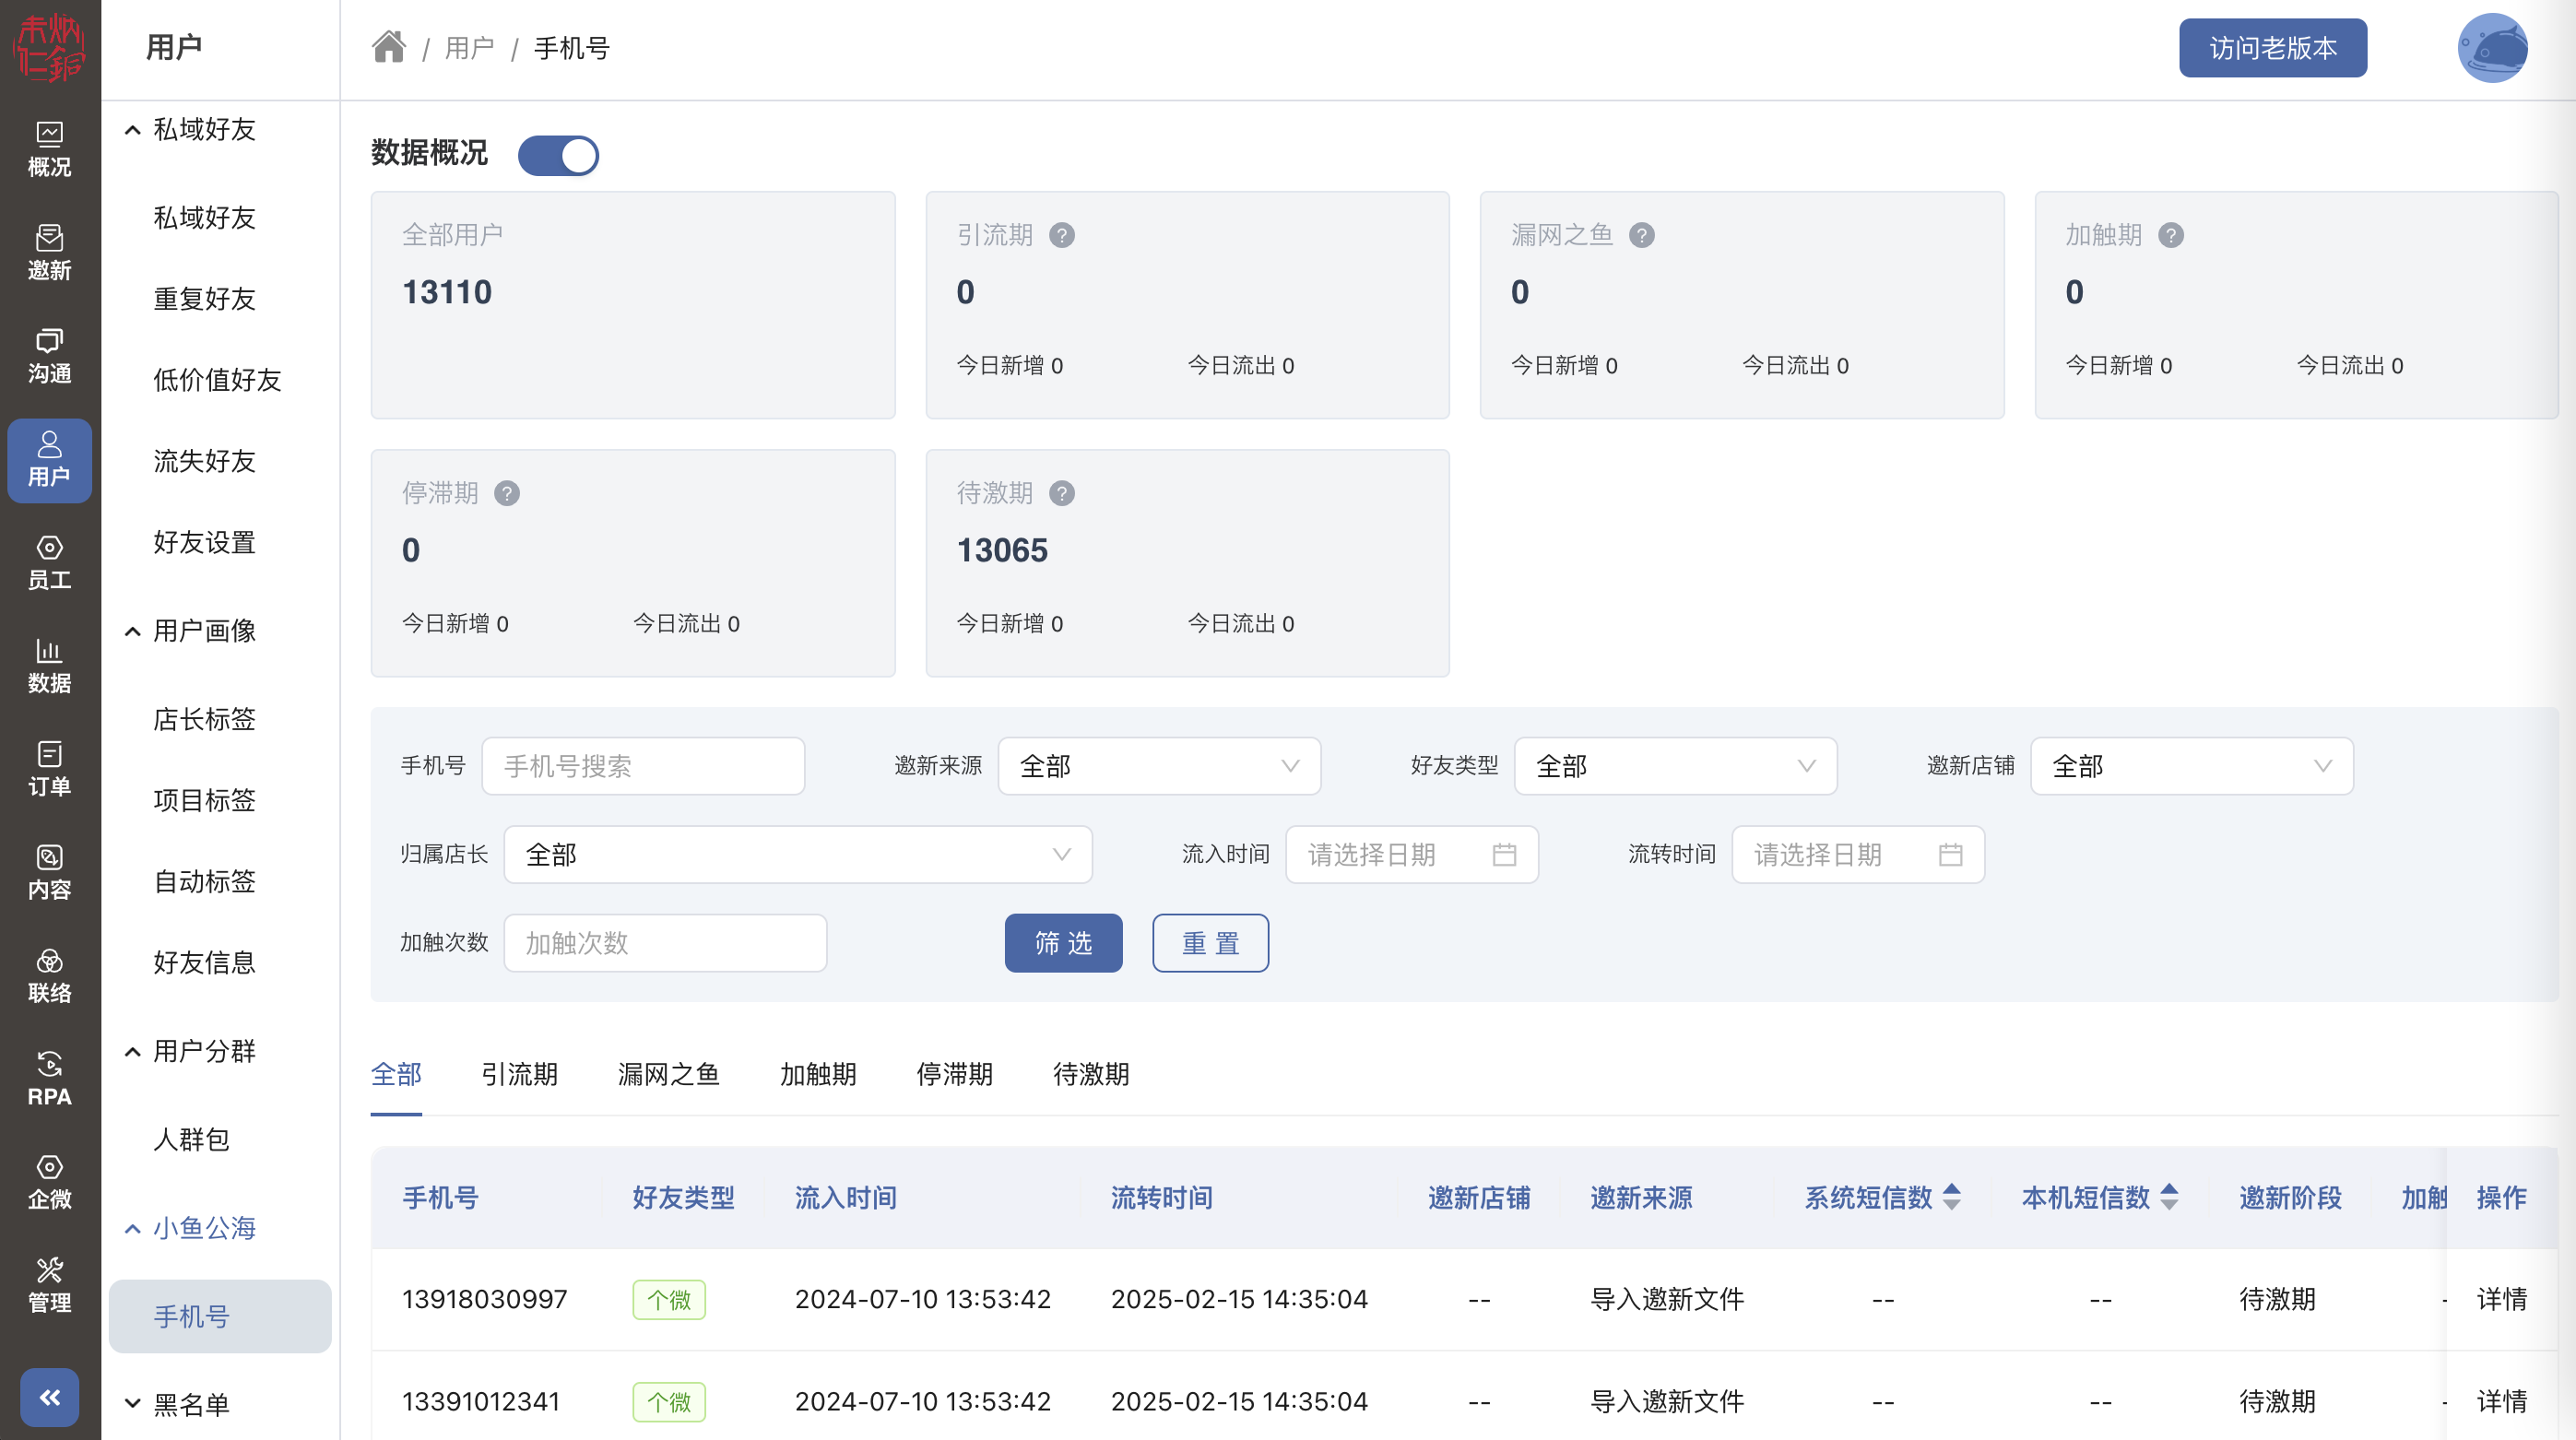 用户
用户 / 手机号
访问老版本
概况
邀新
沟通
用户
员工
数据
订单
内容
联络
RPA
企微
管理
私域好友
私域好友
重复好友
低价值好友
流失好友
好友设置
用户画像
店长标签
项目标签
自动标签
好友信息
用户分群
人群包
小鱼公海
手机号
黑名单
数据概况
全部用户
13110
引流期 ?
0
今日新增 0 今日流出 0
漏网之鱼 ?
0
今日新增 0 今日流出 0
加触期 ?
0
今日新增 0 今日流出 0
停滞期 ?
0
今日新增 0 今日流出 0
待激期 ?
13065
今日新增 0 今日流出 0
手机号 手机号搜索 邀新来源 全部 好友类型 全部 邀新店铺 全部
归属店长 全部 流入时间 请选择日期 流转时间 请选择日期
加触次数 加触次数 筛选 重置
全部 引流期 漏网之鱼 加触期 停滞期 待激期
手机号 好友类型 流入时间 流转时间 邀新店铺 邀新来源 系统短信数 本机短信数 邀新阶段 加触 操作
13918030997 个微 2024-07-10 13:53:42 2025-02-15 14:35:04 -- 导入邀新文件 -- -- 待激期 - 详情
13391012341 个微 2024-07-10 13:53:42 2025-02-15 14:35:04 -- 导入邀新文件 -- -- 待激期 - 详情